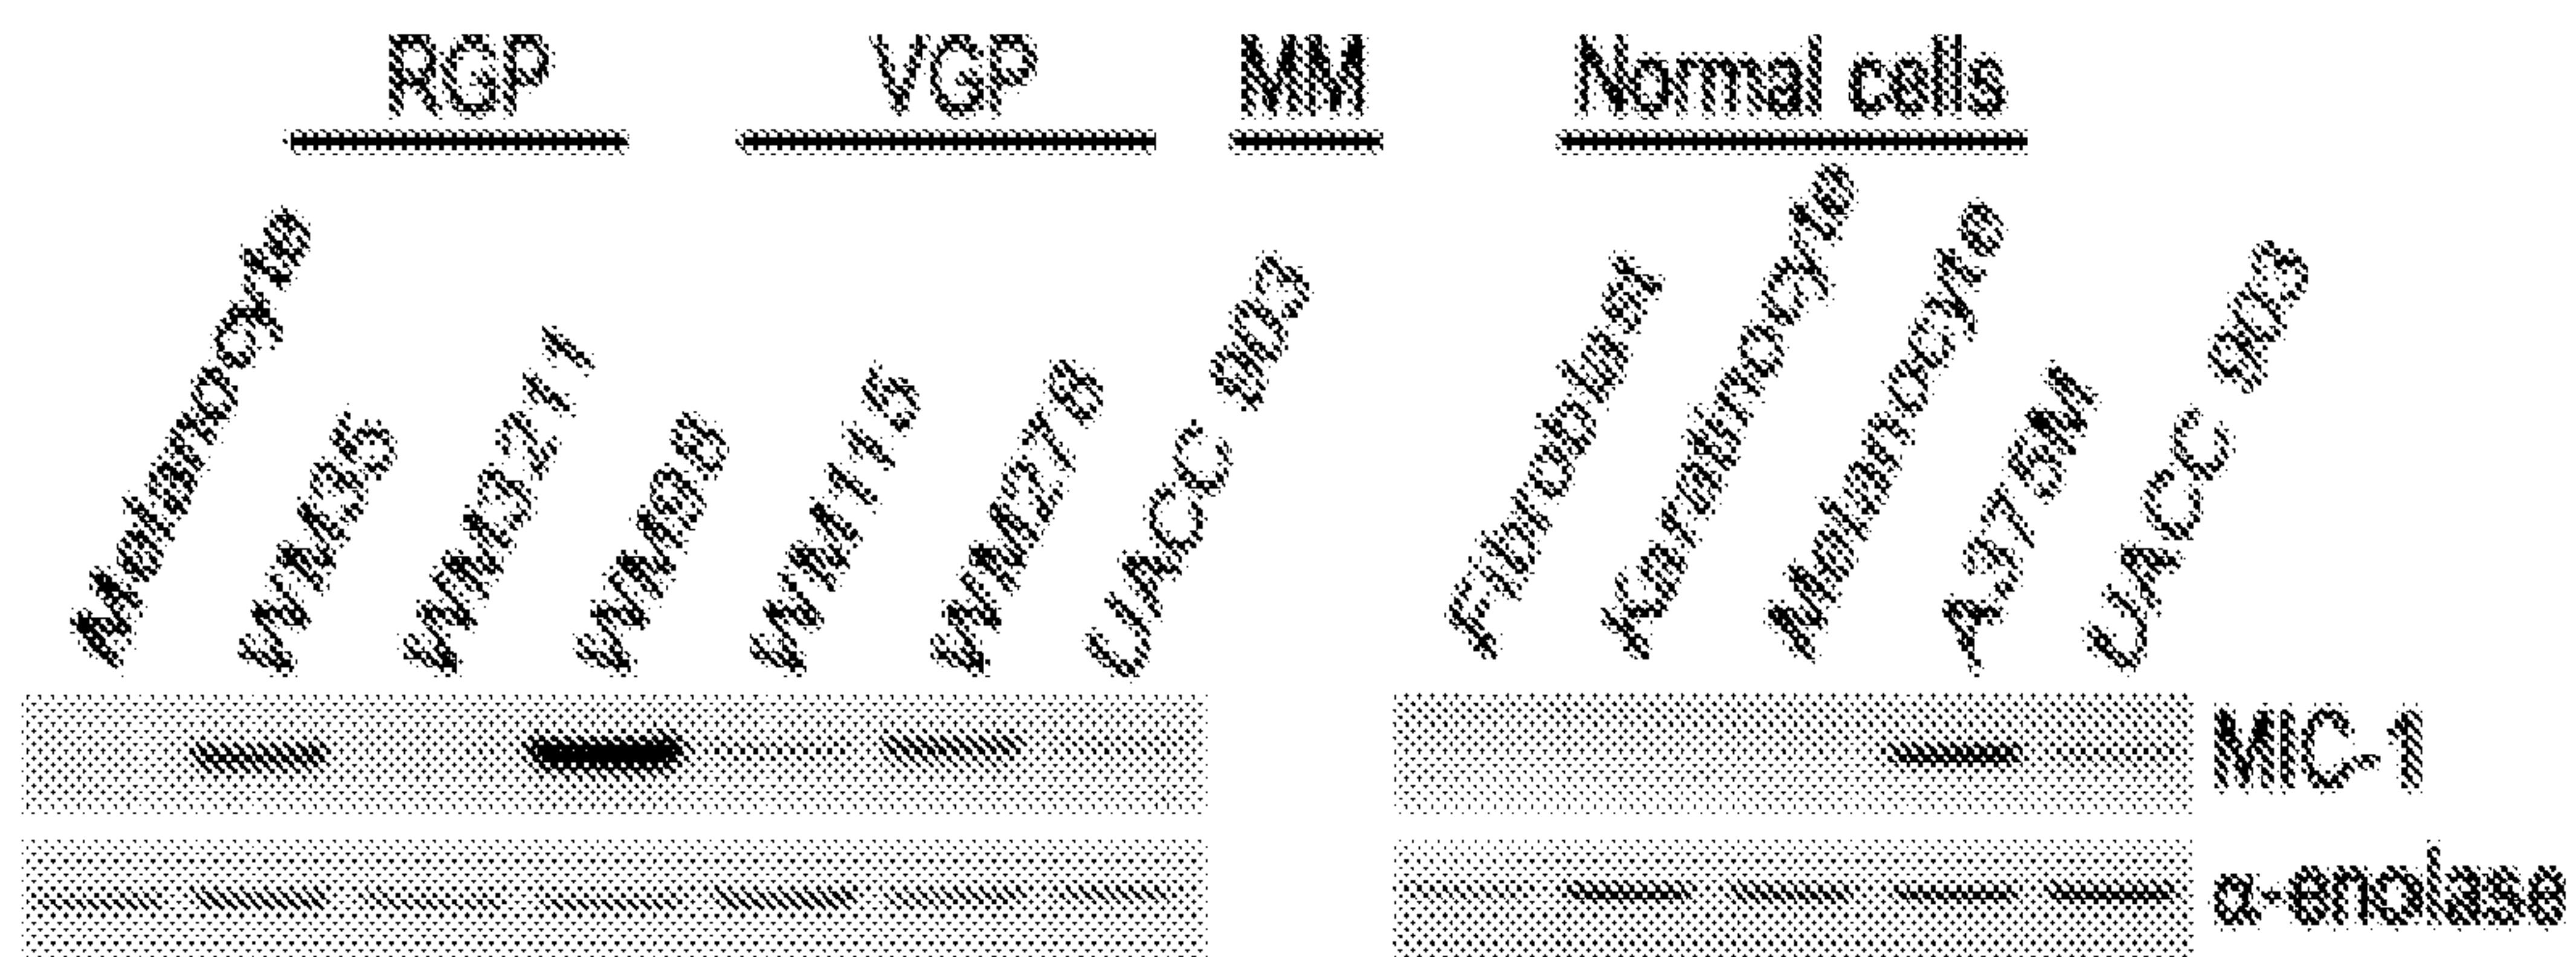 RGP VGP MM Normal cells
Melanocyte WM35 WM3211 WM98 WM115 WM278 UACC 903 Fibroblast Keratinocyte Melanocyte A375M UACC 903
MIC-1
α-enolase